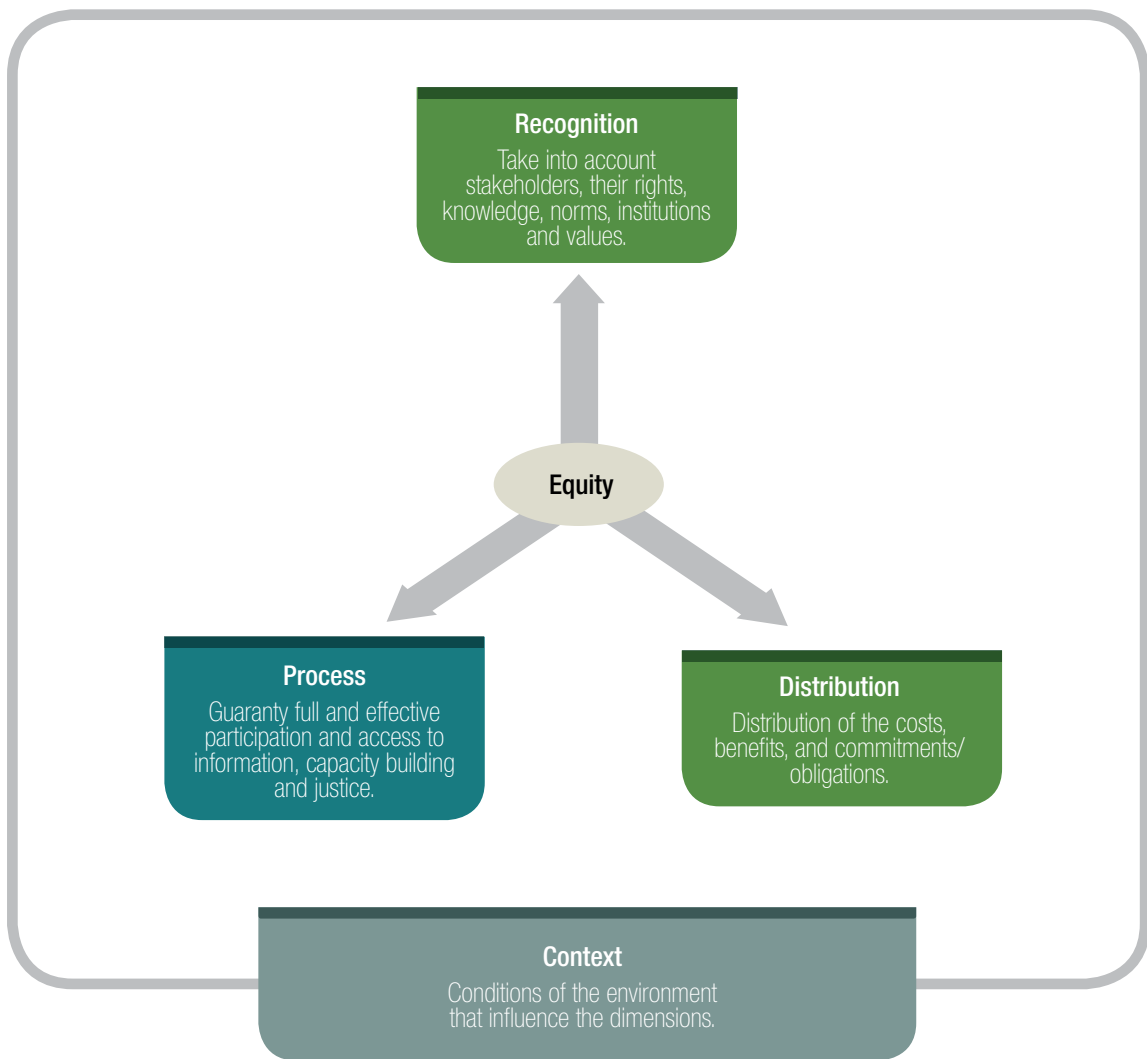 Recognition
Take into account
stakeholders, their rights,
knowledge, norms, institutions
and values.
Equity
Process
Guaranty full and effective
participation and access to
information, capacity building
and justice.
Distribution
Distribution of the costs,
benefits, and commitments/
obligations.
Context
Conditions of the environment
that influence the dimensions.